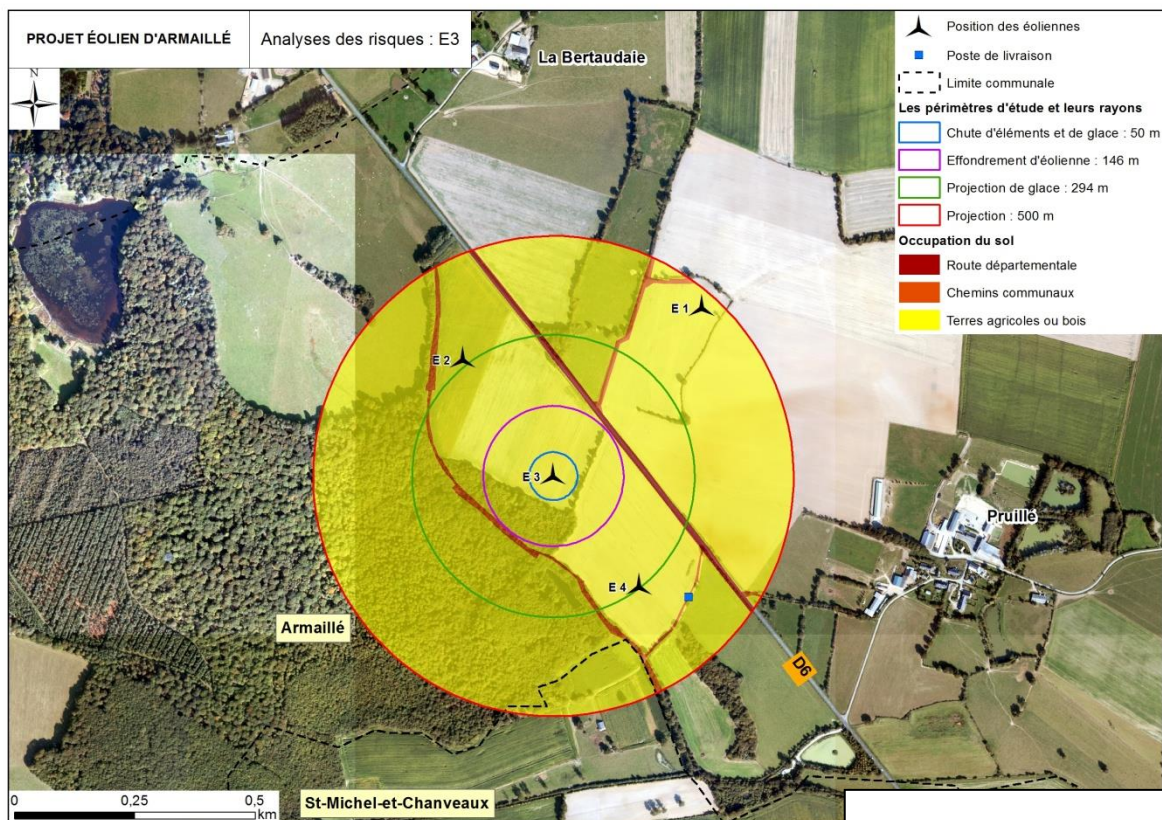 PROJET ÉOLIEN D'ARMAILLÉ
Analyses des risques : E3
N
La Bertaudaie
Position des éoliennes
Poste de livraison
Limite communale
Les périmètres d'étude et leurs rayons
Chute d'éléments et de glace : 50 m
Effondrement d'éolienne : 146 m
Projection de glace : 294 m
Projection : 500 m
Occupation du sol
Route départementale
Chemins communaux
Terres agricoles ou bois
E 1
E 2
E 3
E 4
Pruillé
Armaillé
D6
St-Michel-et-Chanveaux
0 0,25 0,5
km